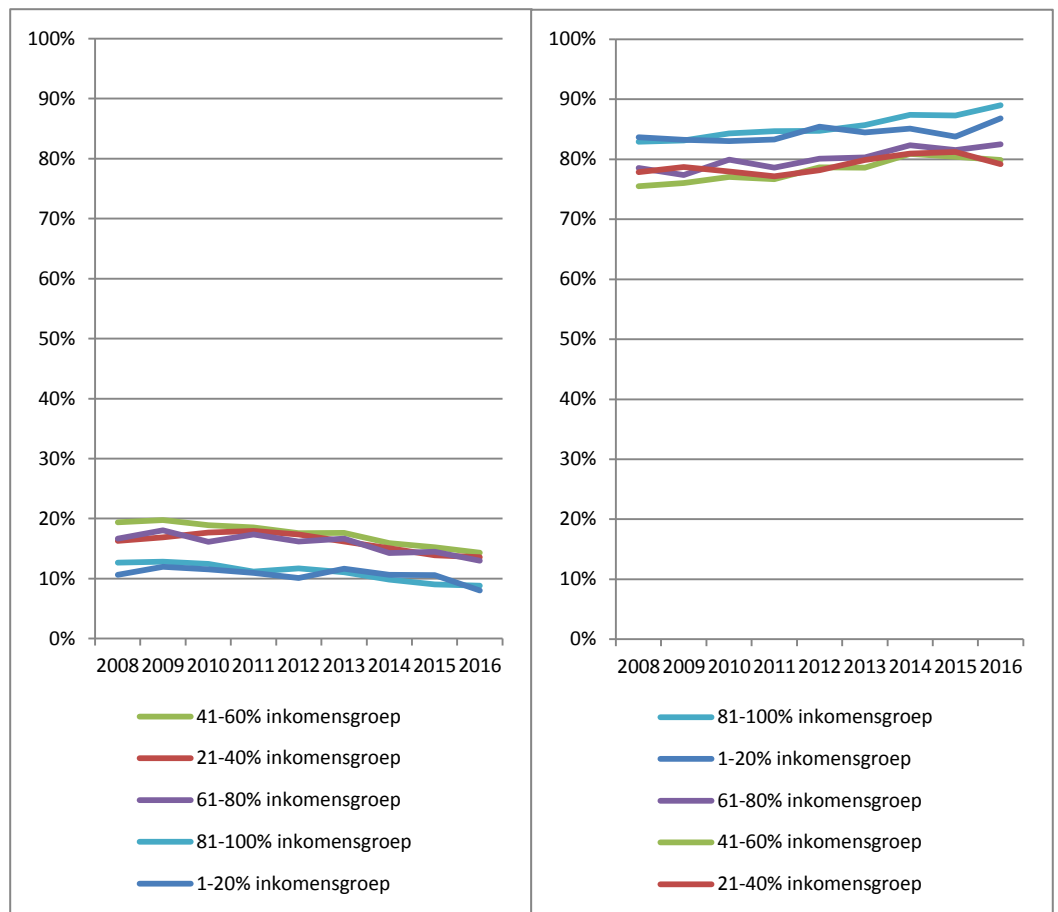 100%
90%
80%
70%
60%
50%
40%
30%
20%
10%
0%
2008 2009 2010 2011 2012 2013 2014 2015 2016
41-60% inkomensgroep
21-40% inkomensgroep
61-80% inkomensgroep
81-100% inkomensgroep
1-20% inkomensgroep
100%
90%
80%
70%
60%
50%
40%
30%
20%
10%
0%
2008 2009 2010 2011 2012 2013 2014 2015 2016
81-100% inkomensgroep
1-20% inkomensgroep
61-80% inkomensgroep
41-60% inkomensgroep
21-40% inkomensgroep